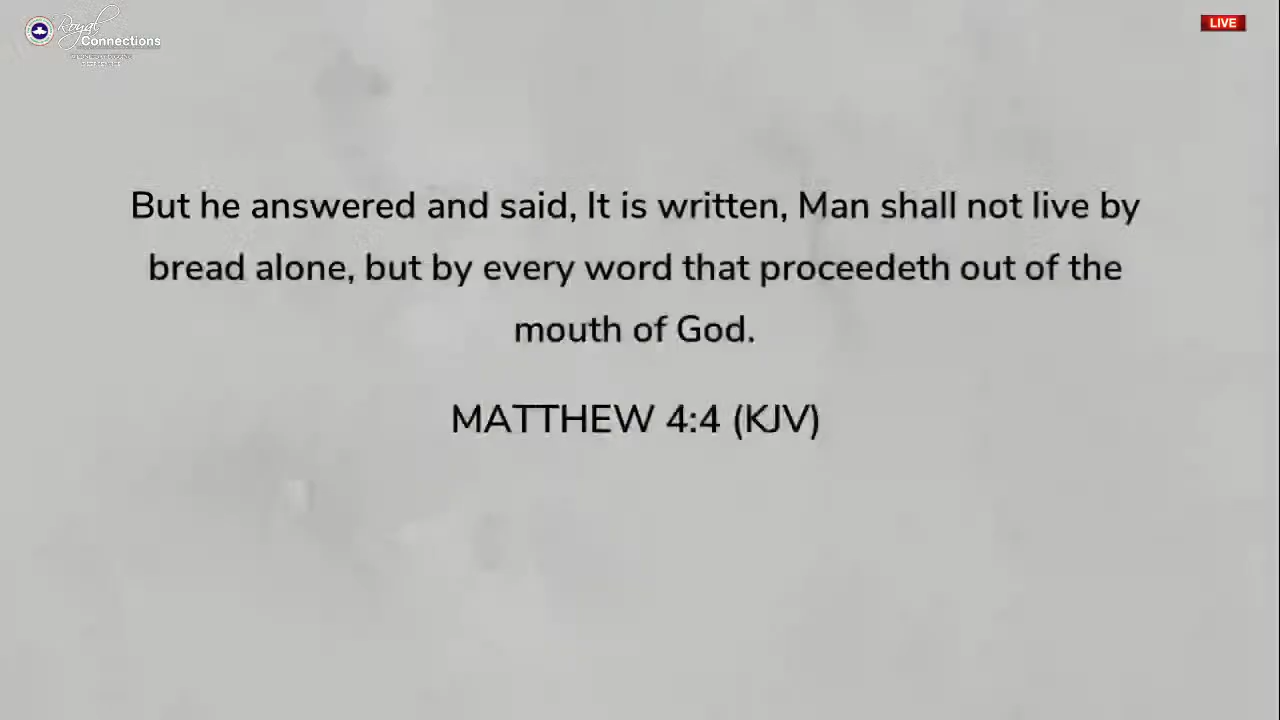 Royal
Connections
LIVE
But he answered and said, It is written, Man shall not live by
bread alone, but by every word that proceedeth out of the
mouth of God.
MATTHEW 4:4 (KJV)